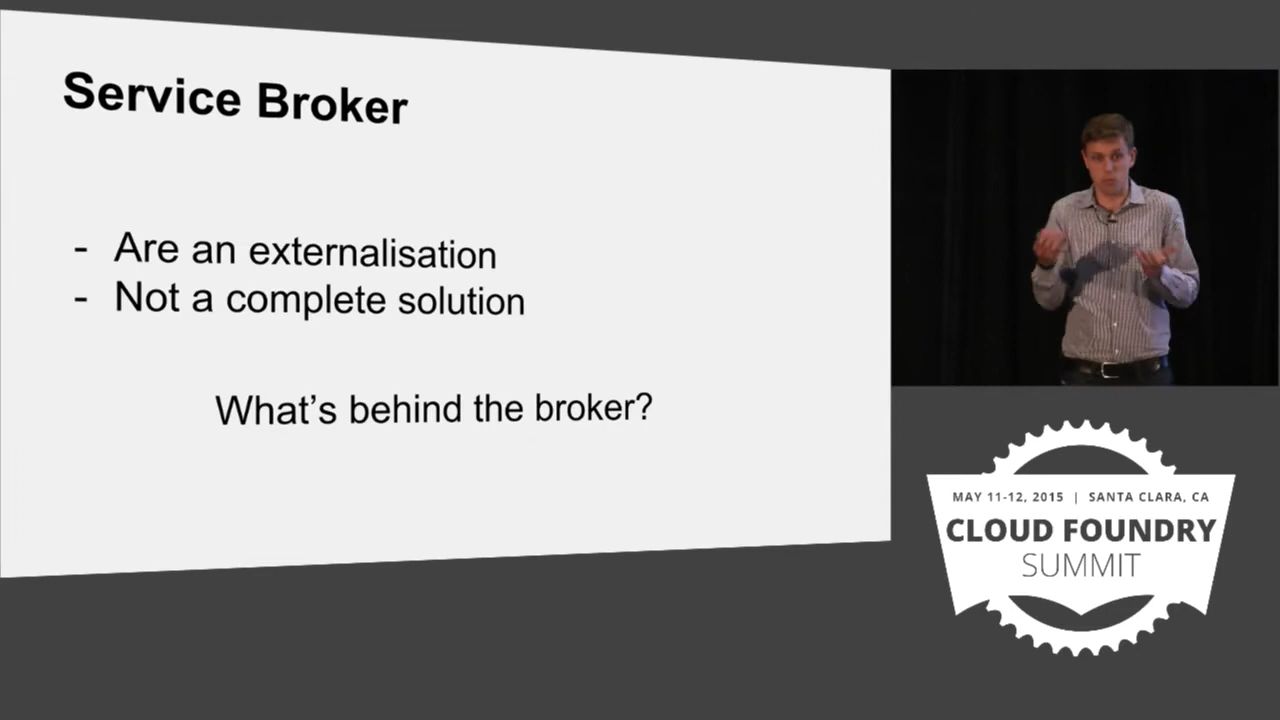 Service Broker
- Are an externalisation
- Not a complete solution
What's behind the broker?
MAY 11-12, 2015 | SANTA CLARA, CA
CLOUD FOUNDRY
SUMMIT